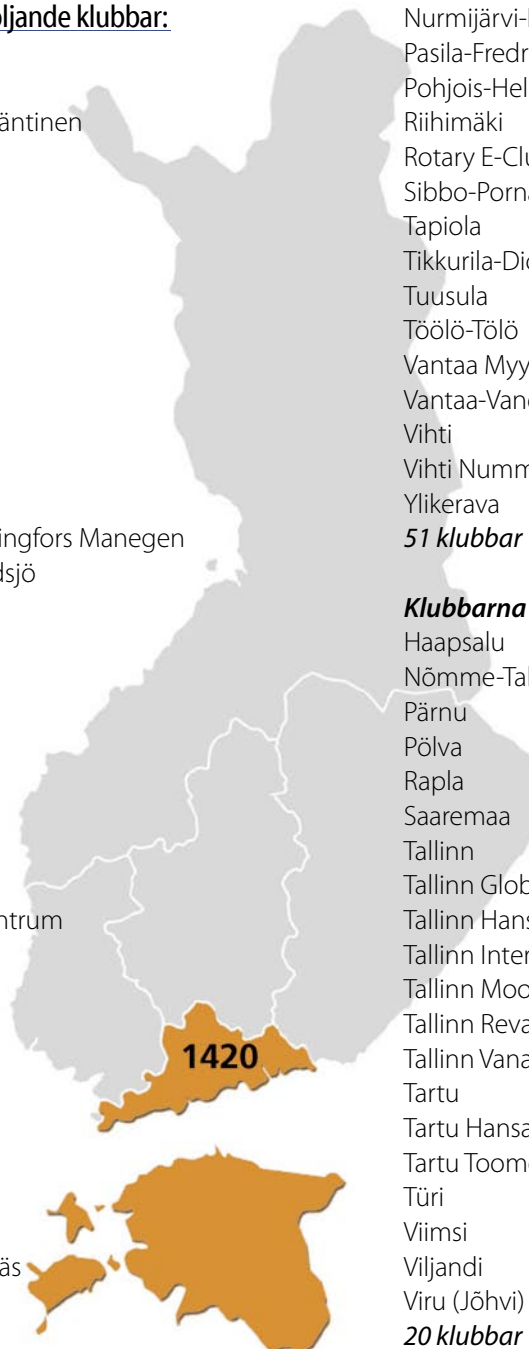 ljande klubbar:
äntinen
ingfors Manegen
dsjö
ntrum
äs
1420
Nurmijärvi-
Pasila-Fredr
Pohjois-Hel
Riihimäki
Rotary E-Clu
Sibbo-Porna
Tapiola
Tikkurila-Di
Tuusula
Töölö-Tölö
Vantaa Myy
Vantaa-Van
Vihti
Vihti Numm
Ylikerava
51 klubbar
Klubbarna
Haapsalu
Nõmme-Tal
Pärnu
Põlva
Rapla
Saaremaa
Tallinn
Tallinn Glob
Tallinn Hans
Tallinn Inter
Tallinn Moo
Tallinn Reva
Tallinn Vana
Tartu
Tartu Hansa
Tartu Toome
Türi
Viimsi
Viljandi
Viru (Jõhvi)
20 klubbar